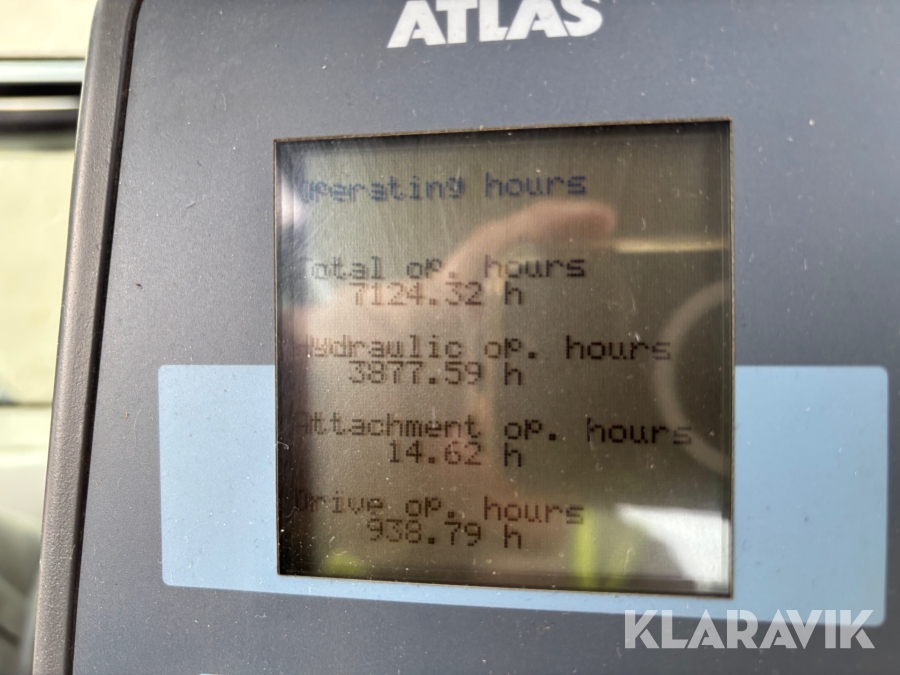 ATLAS
Operating hours
Total op. hours
7124.32 h
Hydraulic op. hours
3877.59 h
Attachment op. hours
14.62 h
Drive op. hours
938.79 h
KLARAVIK